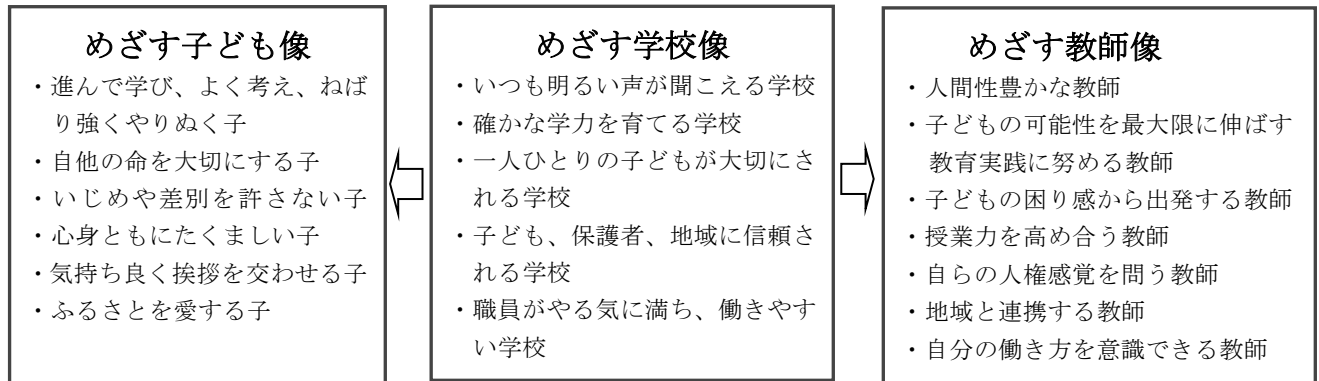 めざす子ども像
・進んで学び、よく考え、ねば
り強くやりぬく子
・自他の命を大切にする子
・いじめや差別を許さない子
・心身ともにたくましい子
・気持ち良く挨拶を交わせる子
・ふるさとを愛する子
めざす学校像
・いつも明るい声が聞こえる学校
・確かな学力を育てる学校
・一人ひとりの子どもが大切にさ
れる学校
・子ども、保護者、地域に信頼さ
れる学校
・職員がやる気に満ち、働きやす
い学校
めざす教師像
・人間性豊かな教師
・子どもの可能性を最大限に伸ばす
教育実践に努める教師
・子どもの困り感から出発する教師
・授業力を高め合う教師
・自らの人権感覚を問う教師
・地域と連携する教師
・自分の働き方を意識できる教師